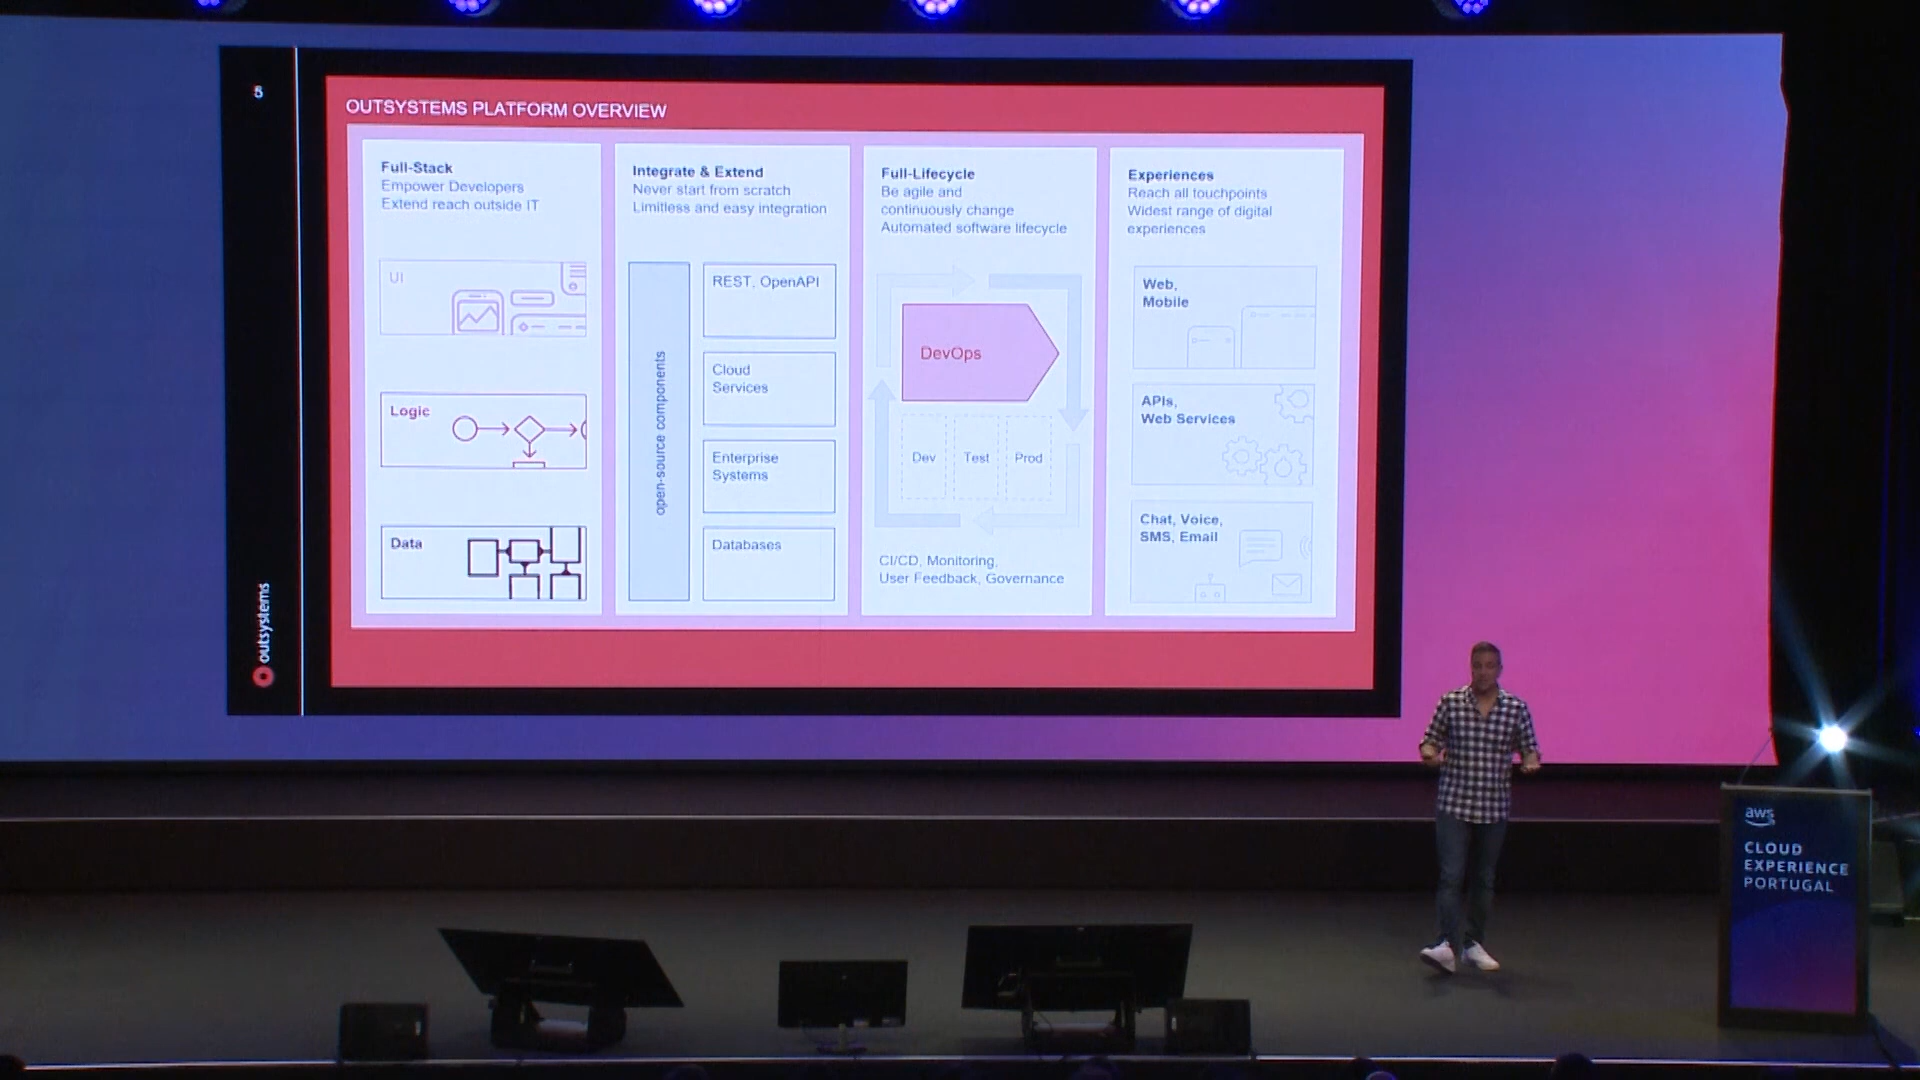 5
OUTSYSTEMS PLATFORM OVERVIEW
Full-Stack
Empower Developers
Extend reach outside IT
UI
Logic
Data
Integrate & Extend
Never start from scratch
Limitless and easy integration
open-source components
REST, OpenAPI
Cloud
Services
Enterprise
Systems
Databases
Full-Lifecycle
Be agile and
continuously change
Automated software lifecycle
DevOps
Dev
Test
Prod
CI/CD, Monitoring,
User Feedback, Governance
Experiences
Reach all touchpoints
Widest range of digital
experiences
Web,
Mobile
APIs,
Web Services
Chat, Voice,
SMS, Email
outsystems
aws
CLOUD
EXPERIENCE
PORTUGAL